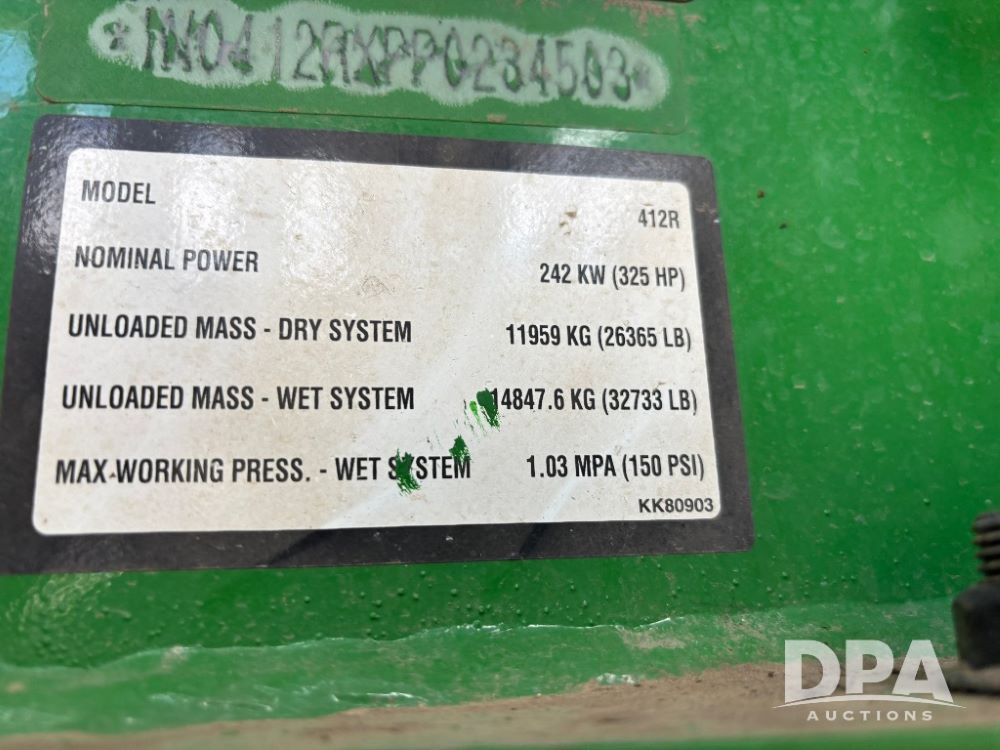 *1N0412RXPP0234503*
MODEL 412R
NOMINAL POWER 242 KW (325 HP)
UNLOADED MASS - DRY SYSTEM 11959 KG (26365 LB)
UNLOADED MASS - WET SYSTEM 14847.6 KG (32733 LB)
MAX-WORKING PRESS. - WET SYSTEM 1.03 MPA (150 PSI)
KK80903
DPA
AUCTIONS